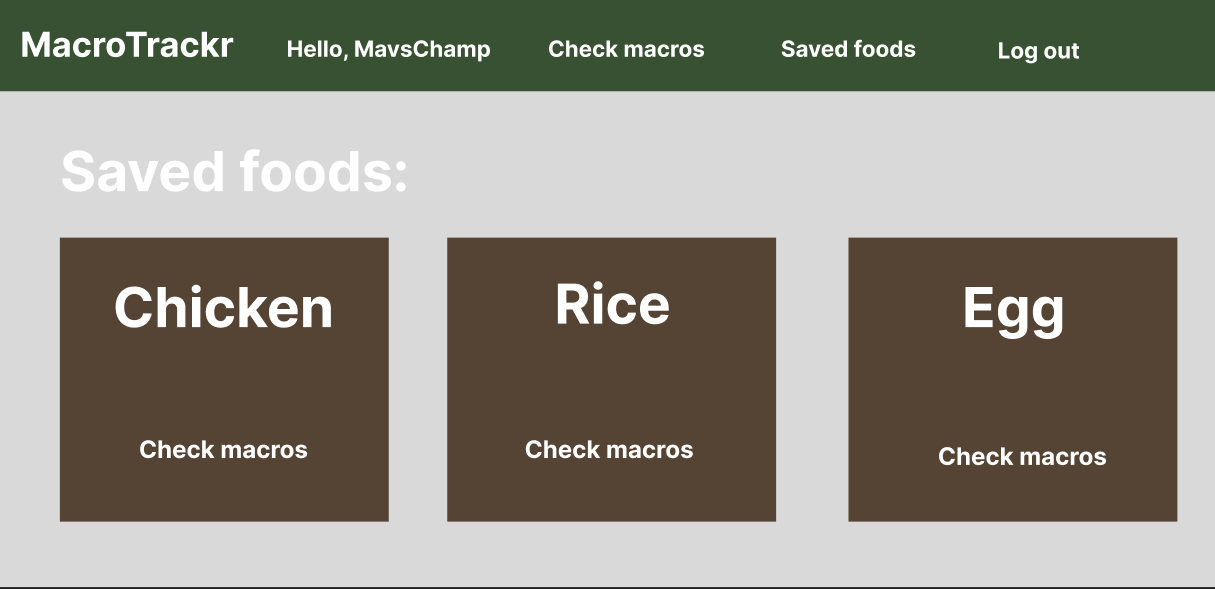 MacroTrackr Hello, MavsChamp Check macros Saved foods Log out
Saved foods:
Chicken Rice Egg
Check macros Check macros Check macros